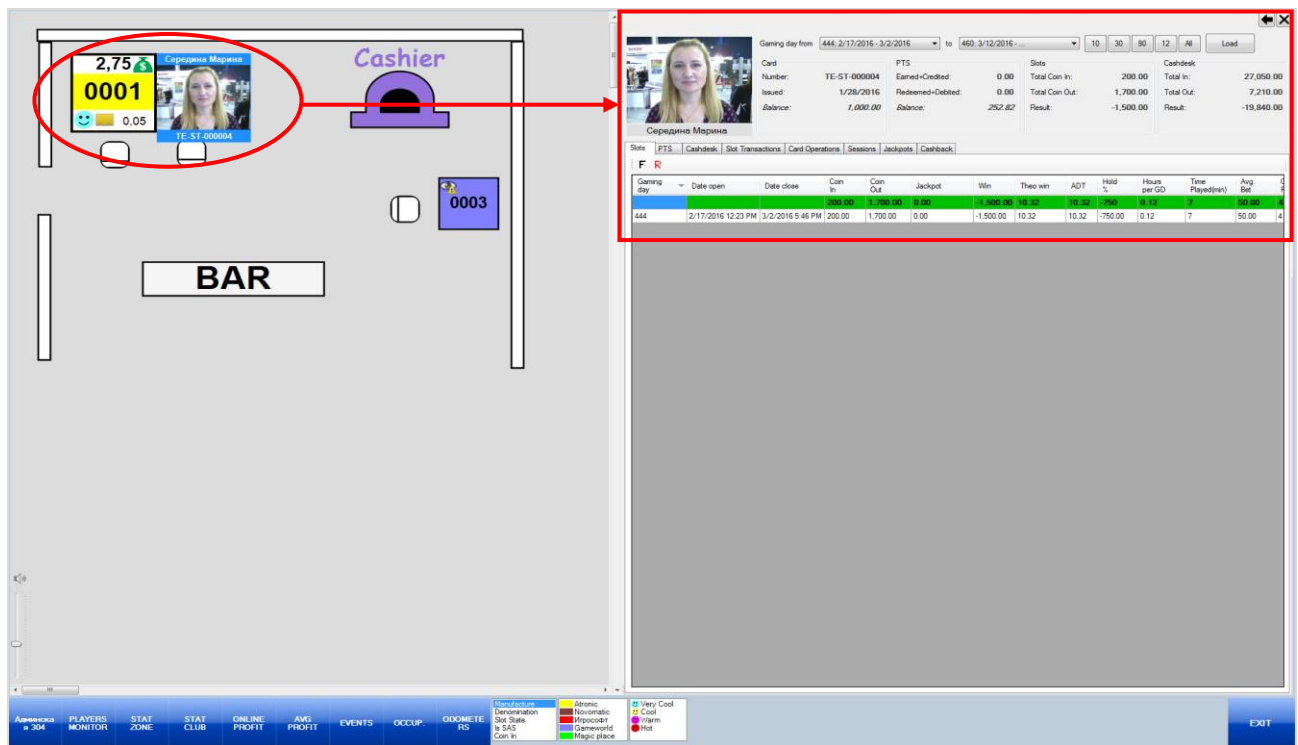 2,75
Середина Марина
0001
0,05
TE-ST-000004
Cashier
0003
BAR
Gaming day from 444: 2/17/2016 - 3/2/2016 to 460: 3/12/2016 - ... 10 30 90 12 All Load
Card PTS Slots Cashdesk
Number: TE-ST-000004 Earned+Credited: 0.00 Total Coin In: 200.00 Total In: 27,050.00
Issued: 1/28/2016 Redeemed+Debited: 0.00 Total Coin Out: 1,700.00 Total Out: 7,210.00
Balance: 1,000.00 Balance: 252.82 Result: -1,500.00 Result: -19,840.00
Середина Марина
Slots PTS Cashdesk Slot Transactions Card Operations Sessions Jackpots Cashback
F R
Gaming day Date open Date close Coin In Coin Out Jackpot Win Theo win ADT Hold % Hours per GD Time Played(min) Avg. Bet
200.00 1,700.00 0.00 -1,500.00 10.32 10.32 -750 0.12 7 50.00 4
444 2/17/2016 12:23 PM 3/2/2016 5:46 PM 200.00 1,700.00 0.00 -1,500.00 10.32 10.32 -750.00 0.12 7 50.00 4
Админска
я 304
PLAYERS
MONITOR
STAT
ZONE
STAT
CLUB
ONLINE
PROFIT
AVG
PROFIT
EVENTS
OCCUP.
ODOMETE
RS
Manufacture
Denomination
Slot State
Is SAS
Coin In
Atronic
Novomatic
Игрософт
Gameworld
Magic place
Very Cool
Cool
Warm
Hot
EXIT